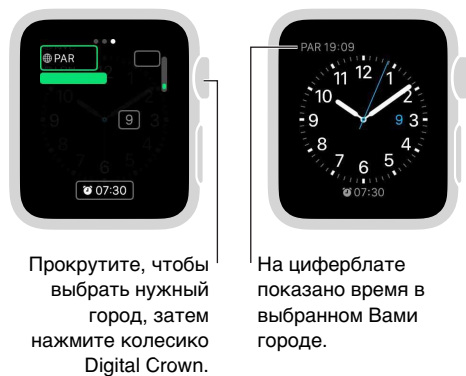 PAR
9
07:30
PAR 19:09
12
11 1
10 2
9 9 3
8 4
7 5
6
07:30
Прокрутите, чтобы
выбрать нужный
город, затем
нажмите колесико
Digital Crown.
На циферблате
показано время в
выбранном Вами
городе.